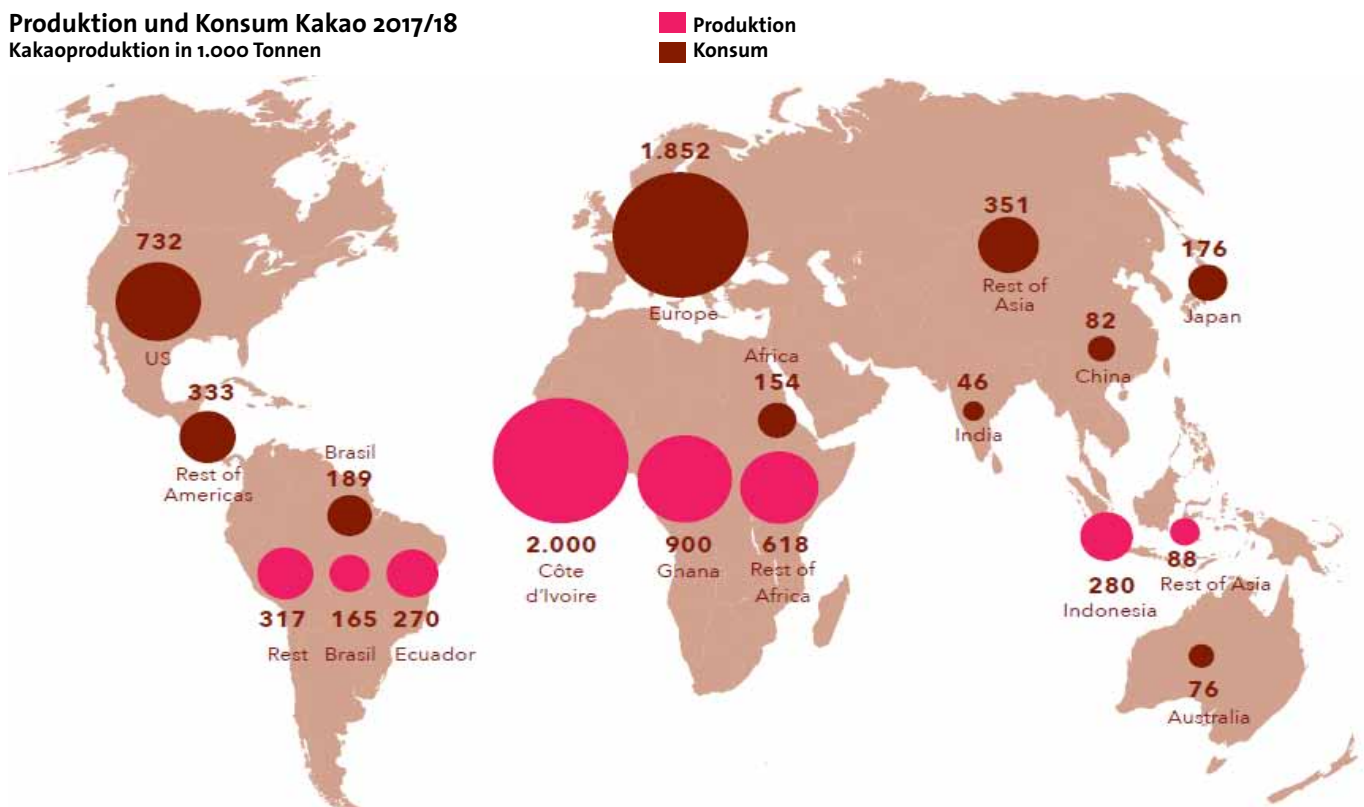 Produktion und Konsum Kakao 2017/18
Kakaoproduktion in 1.000 Tonnen
Produktion
Konsum
1.852
Europe
732
US
333
Rest of
Americas
Brasil
189
351
Rest of
Asia
176
Japan
82
China
46
India
Africa
154
2.000
Côte
d'Ivoire
900
Ghana
618
Rest of
Africa
317
Rest
165
Brasil
270
Ecuador
280
Indonesia
88
Rest of Asia
76
Australia